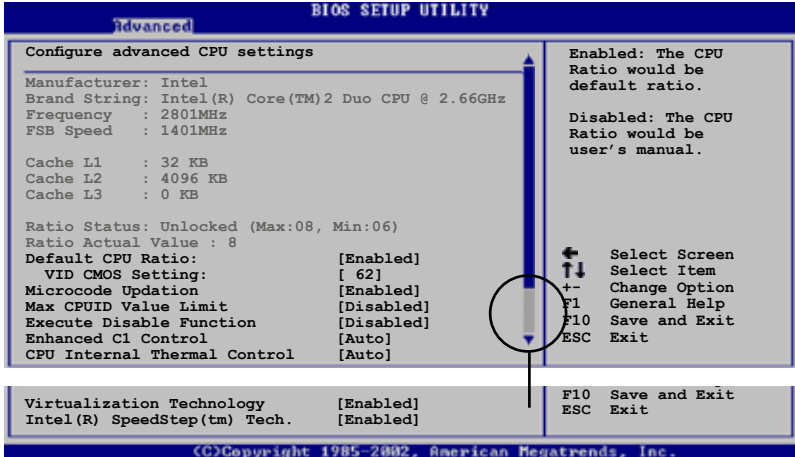 BIOS SETUP UTILITY
Advanced
Configure advanced CPU settings
Manufacturer: Intel
Brand String: Intel(R) Core(TM)2 Duo CPU @ 2.66GHz
Frequency : 2801MHz
FSB Speed : 1401MHz
Cache L1 : 32 KB
Cache L2 : 4096 KB
Cache L3 : 0 KB
Ratio Status: Unlocked (Max:08, Min:06)
Ratio Actual Value : 8
Default CPU Ratio: [Enabled]
VID CMOS Setting: [ 62]
Microcode Updation [Enabled]
Max CPUID Value Limit [Disabled]
Execute Disable Function [Disabled]
Enhanced C1 Control [Auto]
CPU Internal Thermal Control [Auto]
Enabled: The CPU
Ratio would be
default ratio.
Disabled: The CPU
Ratio would be
user's manual.
Select Screen
↑↓ Select Item
+- Change Option
F1 General Help
F10 Save and Exit
ESC Exit
Virtualization Technology [Enabled]
Intel(R) SpeedStep(tm) Tech. [Enabled]
F10 Save and Exit
ESC Exit
(C)Copyright 1985-2002, American Megatrends, Inc.